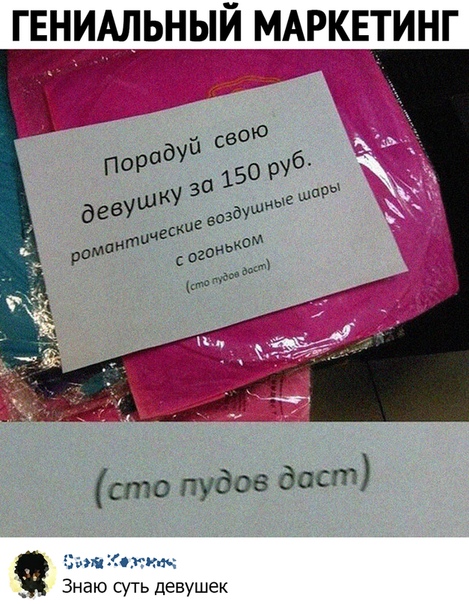 ГЕНИАЛЬНЫЙ МАРКЕТИНГ
Порадуй свою
девушку за 150 руб.
романтические воздушные шары
с огоньком
(сто пудов даст)
(сто пудов даст)
Знаю суть девушек